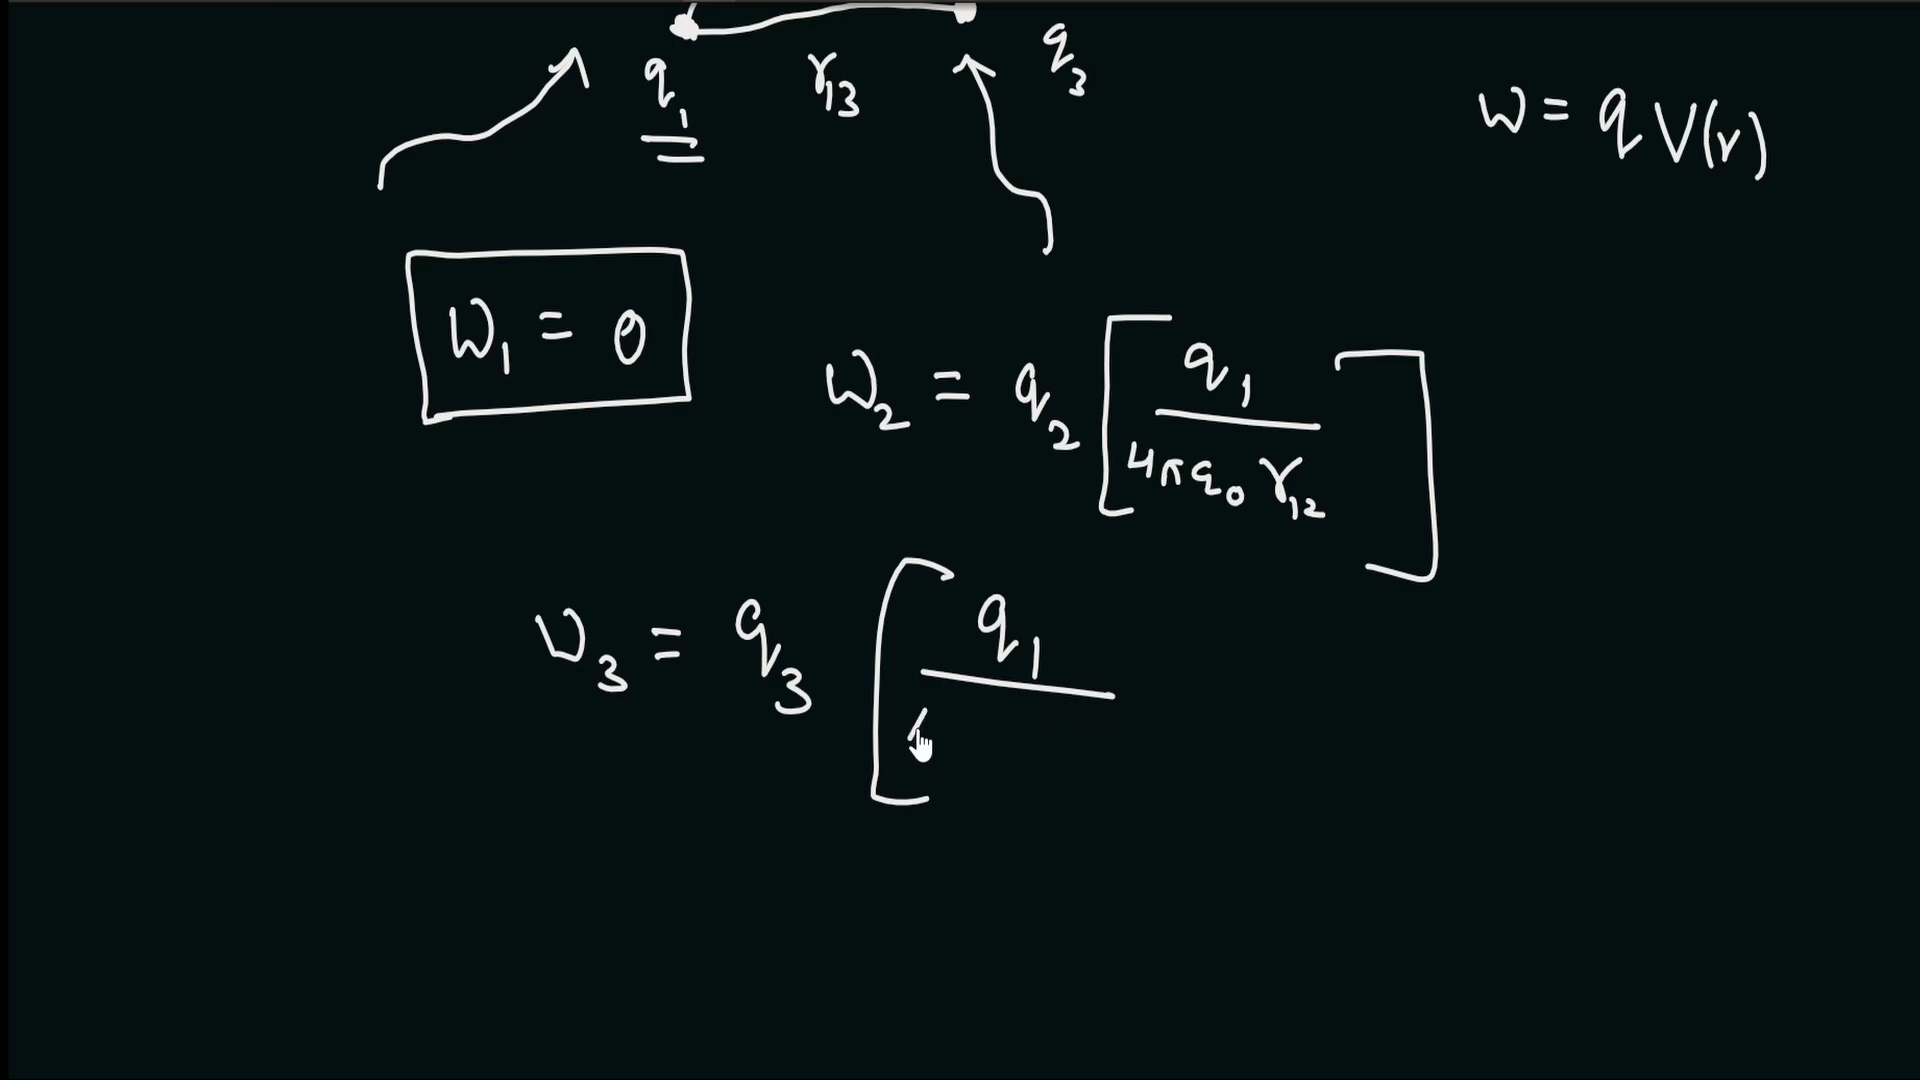 q₁ r₁₃ q₃
W = q V(r)
W₁ = 0
W₂ = q₂ [ q₁ / 4πε₀ r₁₂ ]
W₃ = q₃ [ q₁ /